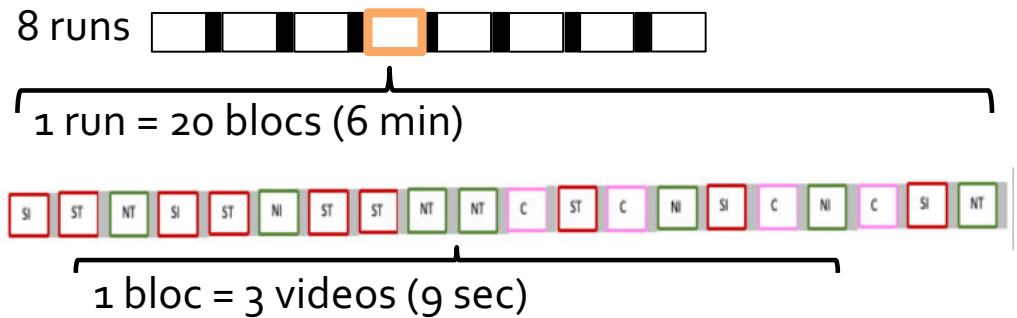 8 runs
1 run = 20 blocs (6 min)
SI ST NT SI ST NI ST ST NT NT C ST C NI SI C NI C SI NT
1 bloc = 3 videos (9 sec)